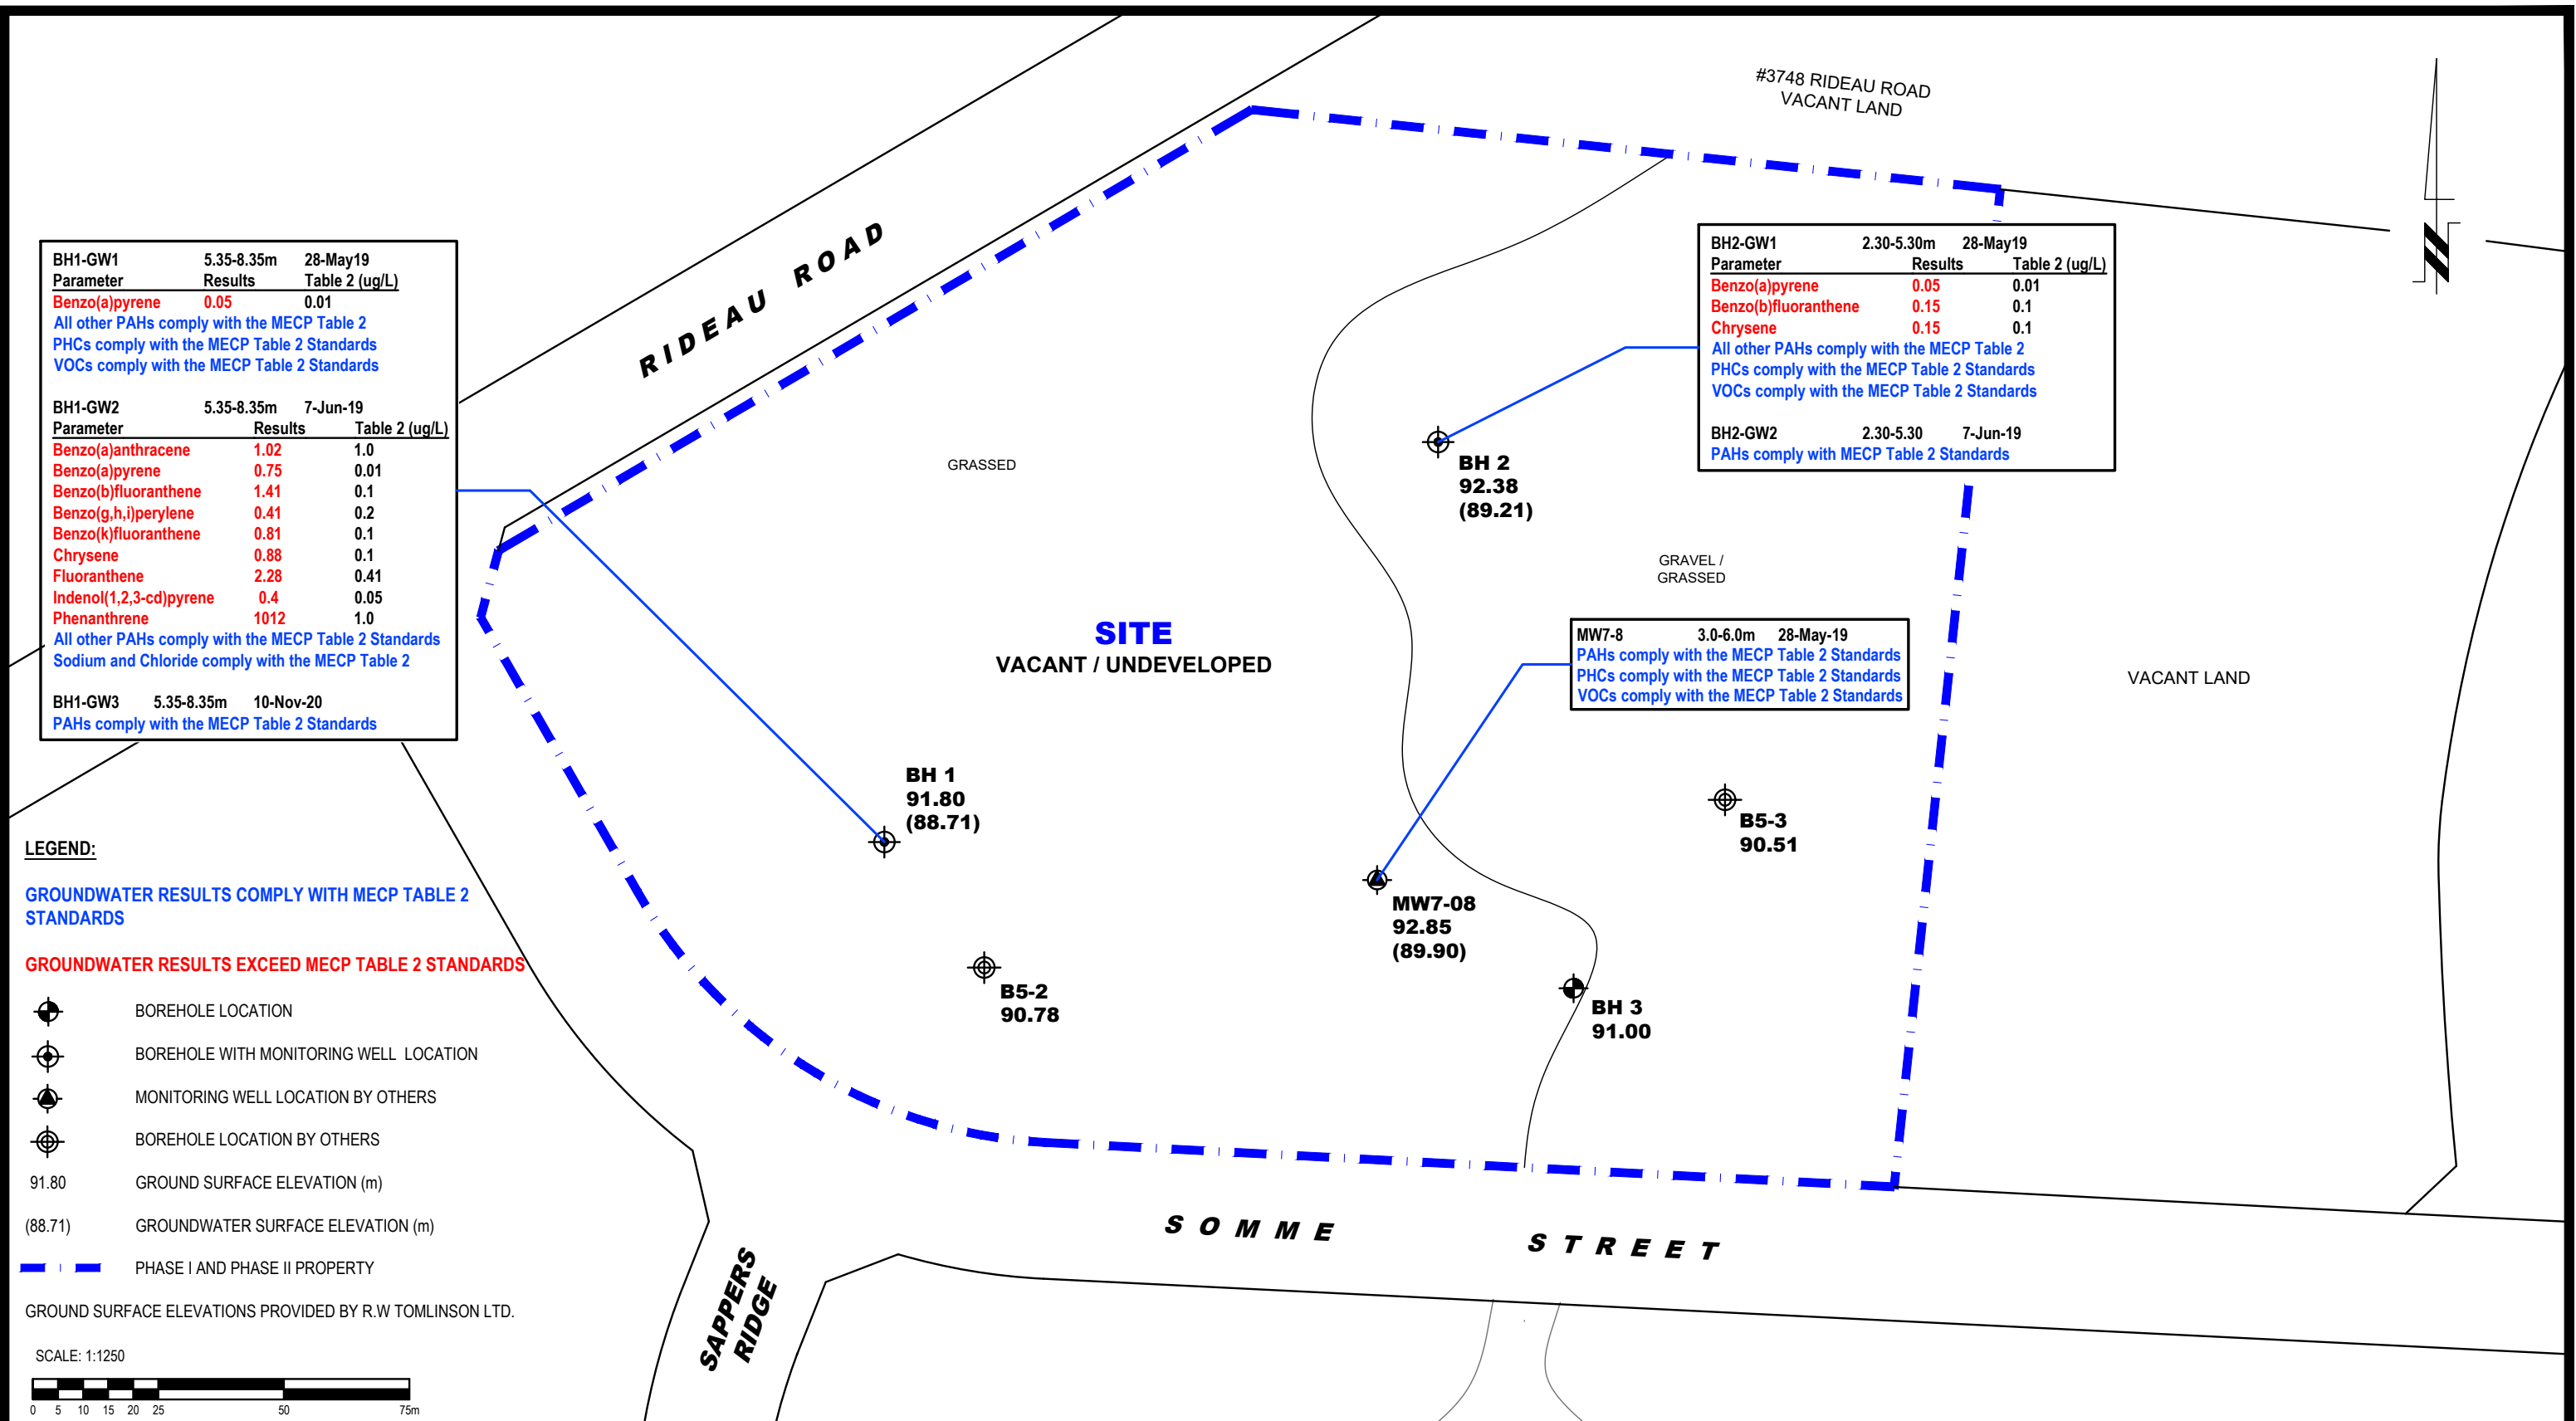 #3748 RIDEAU ROAD
VACANT LAND
RIDEAU ROAD
BH1-GW1 5.35-8.35m 28-May19
Parameter Results Table 2 (ug/L)
Benzo(a)pyrene 0.05 0.01
All other PAHs comply with the MECP Table 2
PHCs comply with the MECP Table 2 Standards
VOCs comply with the MECP Table 2 Standards
BH1-GW2 5.35-8.35m 7-Jun-19
Parameter Results Table 2 (ug/L)
Benzo(a)anthracene 1.02 1.0
Benzo(a)pyrene 0.75 0.01
Benzo(b)fluoranthene 1.41 0.1
Benzo(g,h,i)perylene 0.41 0.2
Benzo(k)fluoranthene 0.81 0.1
Chrysene 0.88 0.1
Fluoranthene 2.28 0.41
Indenol(1,2,3-cd)pyrene 0.4 0.05
Phenanthrene 1012 1.0
All other PAHs comply with the MECP Table 2 Standards
Sodium and Chloride comply with the MECP Table 2
BH1-GW3 5.35-8.35m 10-Nov-20
PAHs comply with the MECP Table 2 Standards
BH2-GW1 2.30-5.30m 28-May19
Parameter Results Table 2 (ug/L)
Benzo(a)pyrene 0.05 0.01
Benzo(b)fluoranthene 0.15 0.1
Chrysene 0.15 0.1
All other PAHs comply with the MECP Table 2
PHCs comply with the MECP Table 2 Standards
VOCs comply with the MECP Table 2 Standards
BH2-GW2 2.30-5.30 7-Jun-19
PAHs comply with MECP Table 2 Standards
GRASSED
BH 2
92.38
(89.21)
GRAVEL /
GRASSED
SITE
VACANT / UNDEVELOPED
MW7-8 3.0-6.0m 28-May-19
PAHs comply with the MECP Table 2 Standards
PHCs comply with the MECP Table 2 Standards
VOCs comply with the MECP Table 2 Standards
VACANT LAND
BH 1
91.80
(88.71)
B5-3
90.51
MW7-08
92.85
(89.90)
B5-2
90.78
BH 3
91.00
LEGEND:
GROUNDWATER RESULTS COMPLY WITH MECP TABLE 2
STANDARDS
GROUNDWATER RESULTS EXCEED MECP TABLE 2 STANDARDS
BOREHOLE LOCATION
BOREHOLE WITH MONITORING WELL LOCATION
MONITORING WELL LOCATION BY OTHERS
BOREHOLE LOCATION BY OTHERS
91.80 GROUND SURFACE ELEVATION (m)
(88.71) GROUNDWATER SURFACE ELEVATION (m)
PHASE I AND PHASE II PROPERTY
GROUND SURFACE ELEVATIONS PROVIDED BY R.W TOMLINSON LTD.
SCALE: 1:1250
0 5 10 15 20 25 50 75m
SOMME STREET
SAPPERS
RIDGE